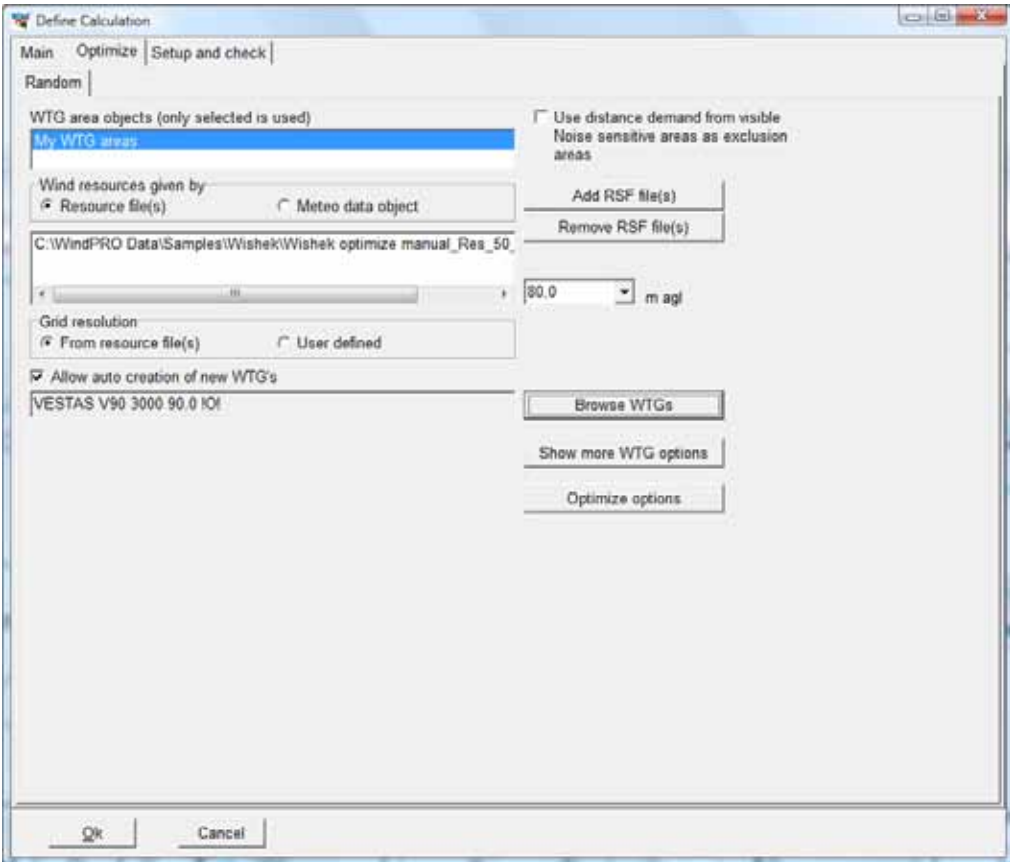 Define Calculation
Main Optimize Setup and check
Random
WTG area objects (only selected is used)
My WTG areas
Use distance demand from visible
Noise sensitive areas as exclusion
areas
Wind resources given by
Resource file(s) Meteo data object
Add RSF file(s)
Remove RSF file(s)
C:\WindPRO Data\Samples\Wishek\Wishek optimize manual_Res_50_
80.0 m agl
Grid resolution
From resource file(s) User defined
Allow auto creation of new WTG's
VESTAS V90 3000 90.0 !O!
Browse WTGs
Show more WTG options
Optimize options
Ok Cancel